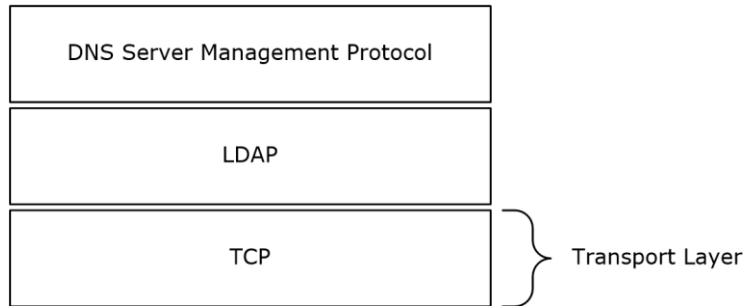 DNS Server Management Protocol
LDAP
TCP
Transport Layer